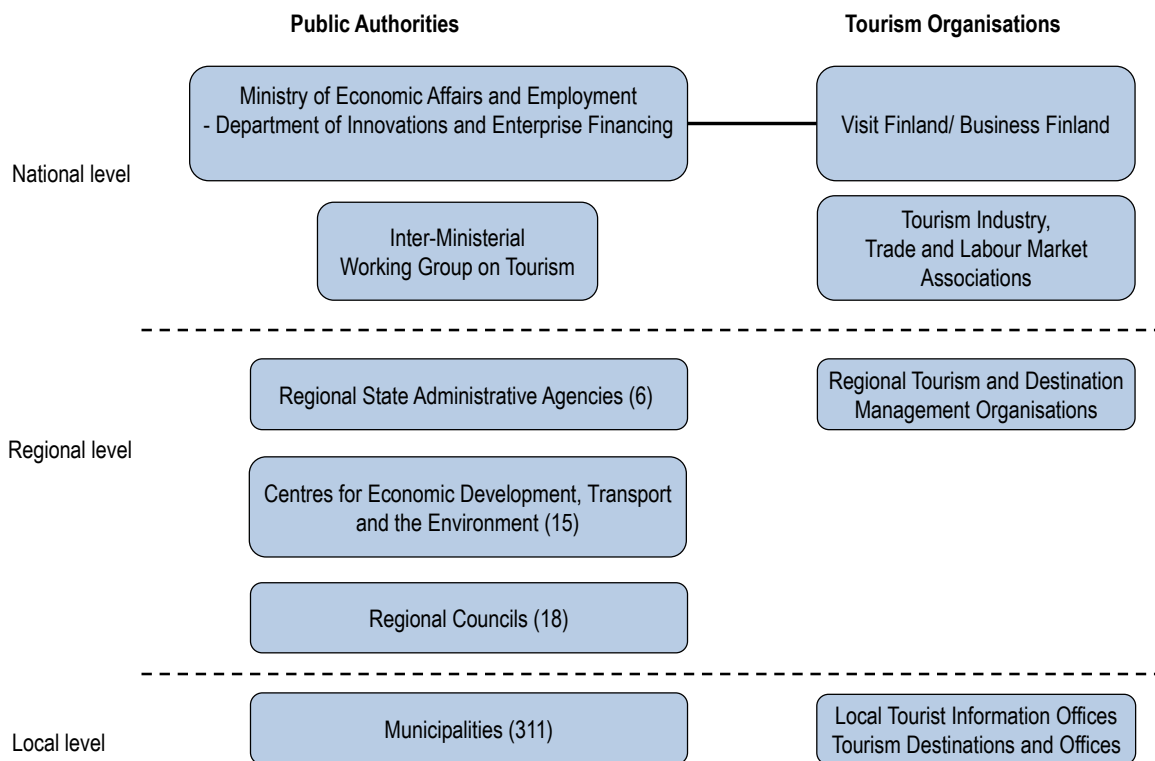 Public Authorities
Tourism Organisations
National level
Ministry of Economic Affairs and Employment
- Department of Innovations and Enterprise Financing
Visit Finland/ Business Finland
Inter-Ministerial
Working Group on Tourism
Tourism Industry,
Trade and Labour Market
Associations
Regional level
Regional State Administrative Agencies (6)
Regional Tourism and Destination
Management Organisations
Centres for Economic Development, Transport
and the Environment (15)
Regional Councils (18)
Local level
Municipalities (311)
Local Tourist Information Offices
Tourism Destinations and Offices